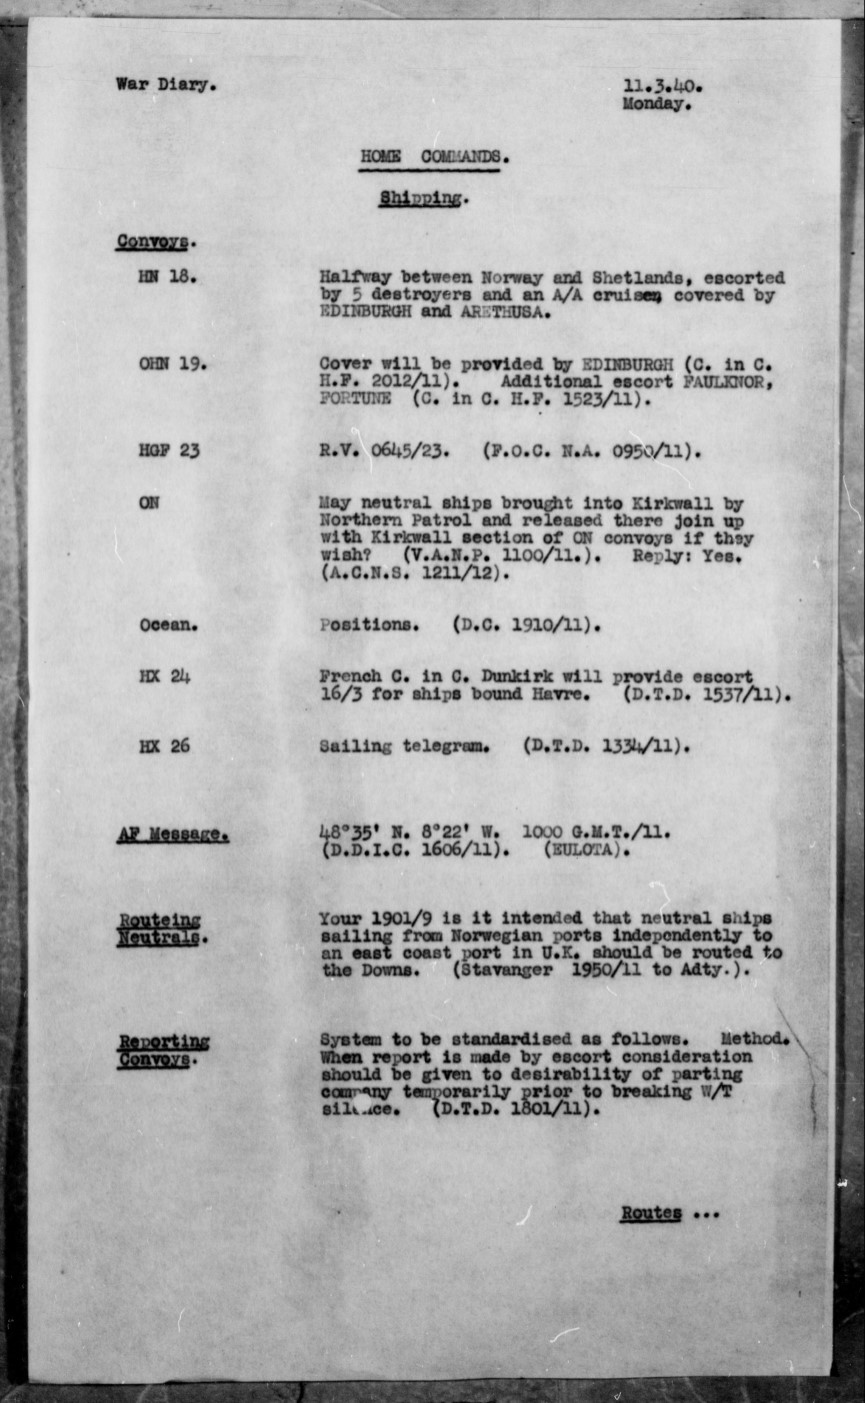 War Diary. 11.3.40.
Monday.
HOME COMMANDS.
Shipping.
Convoys.
HN 18. Halfway between Norway and Shetlands, escorted
by 5 destroyers and an A/A cruiser, covered by
EDINBURGH and ARETHUSA.
OHN 19. Cover will be provided by EDINBURGH (C. in C.
H.F. 2012/11). Additional escort FAULKNOR,
FORTUNE (C. in C. H.F. 1523/11).
HGF 23 R.V. 0645/23. (F.O.C. N.A. 0950/11).
ON May neutral ships brought into Kirkwall by
Northern Patrol and released there join up
with Kirkwall section of ON convoys if they
wish? (V.A.N.P. 1100/11.). Reply: Yes.
(A.C.N.S. 1211/12).
Ocean. Positions. (D.C. 1910/11).
HX 24 French C. in C. Dunkirk will provide escort
16/3 for ships bound Havre. (D.T.D. 1537/11).
HX 26 Sailing telegram. (D.T.D. 1334/11).
AF Message. 48°35' N. 8°22' W. 1000 G.M.T./11.
(D.D.I.C. 1606/11). (EULOTA).
Routeing Your 1901/9 is it intended that neutral ships
Neutrals. sailing from Norwegian ports independently to
an east coast port in U.K. should be routed to
the Downs. (Stavanger 1950/11 to Adty.).
Reporting System to be standardised as follows. Method.
Convoys. When report is made by escort consideration
should be given to desirability of parting
company temporarily prior to breaking W/T
silence. (D.T.D. 1801/11).
Routes ...